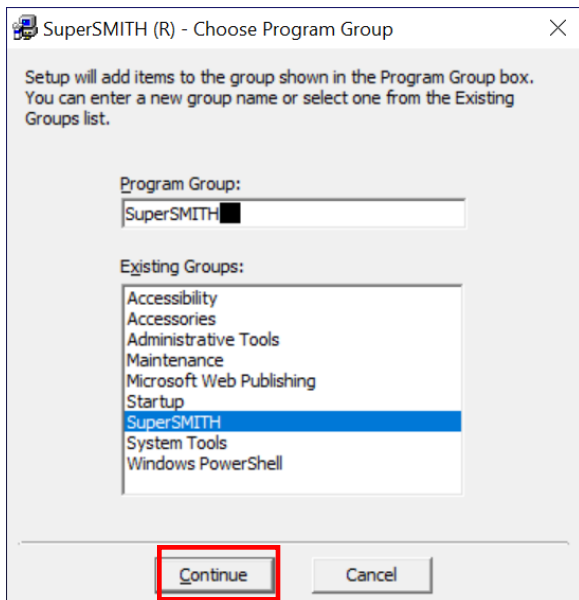 SuperSMITH (R) - Choose Program Group
Setup will add items to the group shown in the Program Group box.
You can enter a new group name or select one from the Existing
Groups list.
Program Group:
SuperSMITH
Existing Groups:
Accessibility
Accessories
Administrative Tools
Maintenance
Microsoft Web Publishing
Startup
SuperSMITH
System Tools
Windows PowerShell
Continue
Cancel